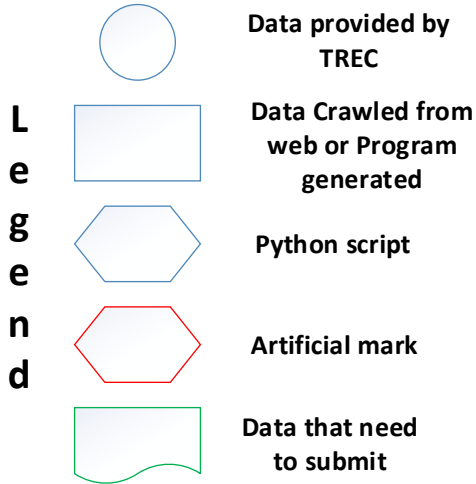 Legend
Data provided by
TREC
Data Crawled from
web or Program
generated
Python script
Artificial mark
Data that need
to submit